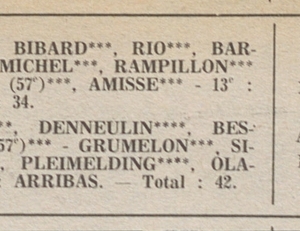 BIBARD***, RIO***, BAR-
MICHEL***, RAMPILLON***
(57e)***, AMISSE*** - 13e :
34.
**, DENNEULIN****, BES-
57e)*** - GRUMELON***, SI-
, PLEIMELDING****, OLA-
: ARRIBAS. — Total : 42.